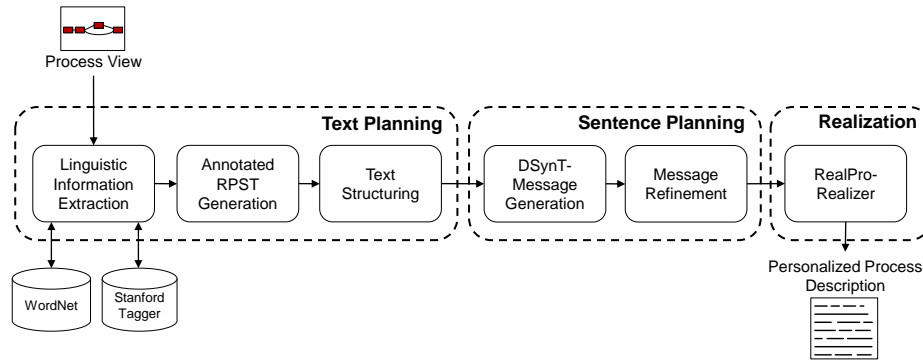 Process View
Text Planning
Sentence Planning
Realization
Linguistic
Information
Extraction
Annotated
RPST
Generation
Text
Structuring
DSynT-
Message
Generation
Message
Refinement
RealPro-
Realizer
WordNet
Stanford
Tagger
Personalized Process
Description